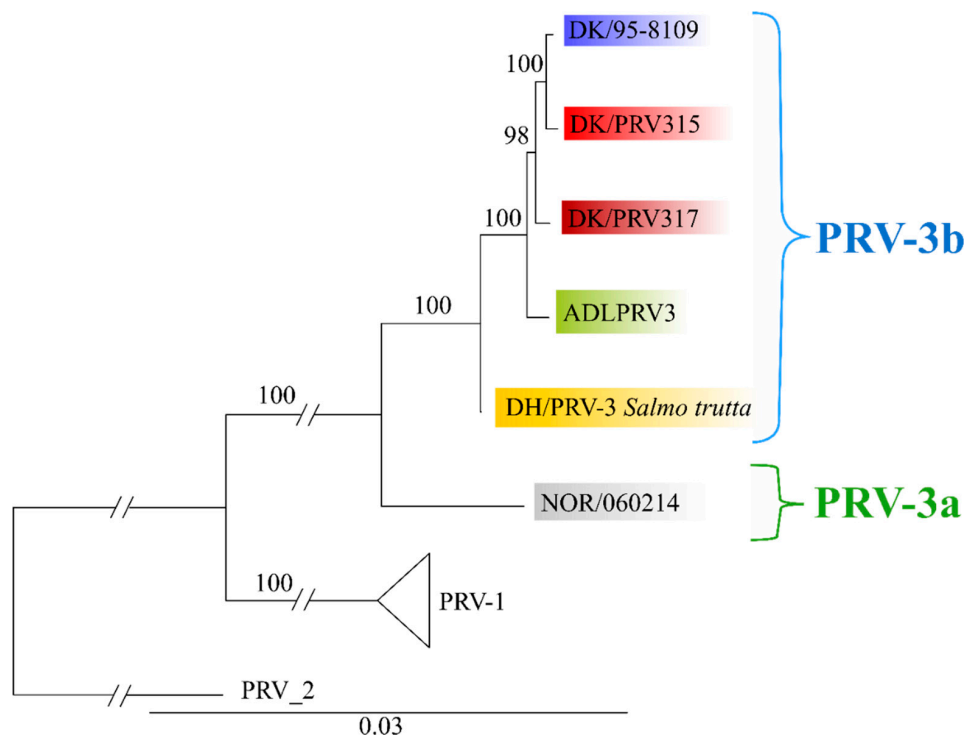 DK/95-8109
100
DK/PRV315
98
DK/PRV317
100
PRV-3b
ADLPRV3
100
DH/PRV-3 Salmo trutta
100
NOR/060214
PRV-3a
100
PRV-1
PRV_2
0.03